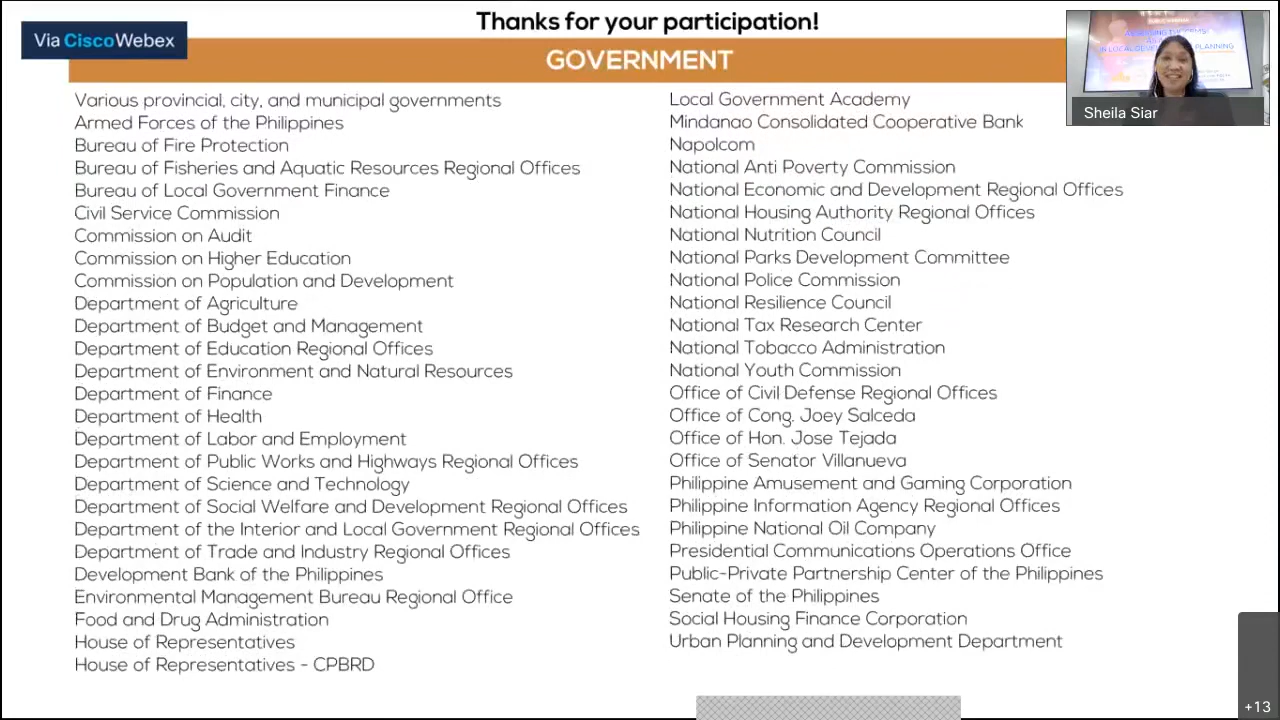 Thanks for your participation!
Via CiscoWebex
GOVERNMENT
Various provincial, city, and municipal governments
Armed Forces of the Philippines
Bureau of Fire Protection
Bureau of Fisheries and Aquatic Resources Regional Offices
Bureau of Local Government Finance
Civil Service Commission
Commission on Audit
Commission on Higher Education
Commission on Population and Development
Department of Agriculture
Department of Budget and Management
Department of Education Regional Offices
Department of Environment and Natural Resources
Department of Finance
Department of Health
Department of Labor and Employment
Department of Public Works and Highways Regional Offices
Department of Science and Technology
Department of Social Welfare and Development Regional Offices
Department of the Interior and Local Government Regional Offices
Department of Trade and Industry Regional Offices
Development Bank of the Philippines
Environmental Management Bureau Regional Office
Food and Drug Administration
House of Representatives
House of Representatives - CPBRD
Local Government Academy
Mindanao Consolidated Cooperative Bank
Napolcom
National Anti Poverty Commission
National Economic and Development Regional Offices
National Housing Authority Regional Offices
National Nutrition Council
National Parks Development Committee
National Police Commission
National Resilience Council
National Tax Research Center
National Tobacco Administration
National Youth Commission
Office of Civil Defense Regional Offices
Office of Cong. Joey Salceda
Office of Hon. Jose Tejada
Office of Senator Villanueva
Philippine Amusement and Gaming Corporation
Philippine Information Agency Regional Offices
Philippine National Oil Company
Presidential Communications Operations Office
Public-Private Partnership Center of the Philippines
Senate of the Philippines
Social Housing Finance Corporation
Urban Planning and Development Department
IN LOCAL PLANNING
Sheila Siar
+13